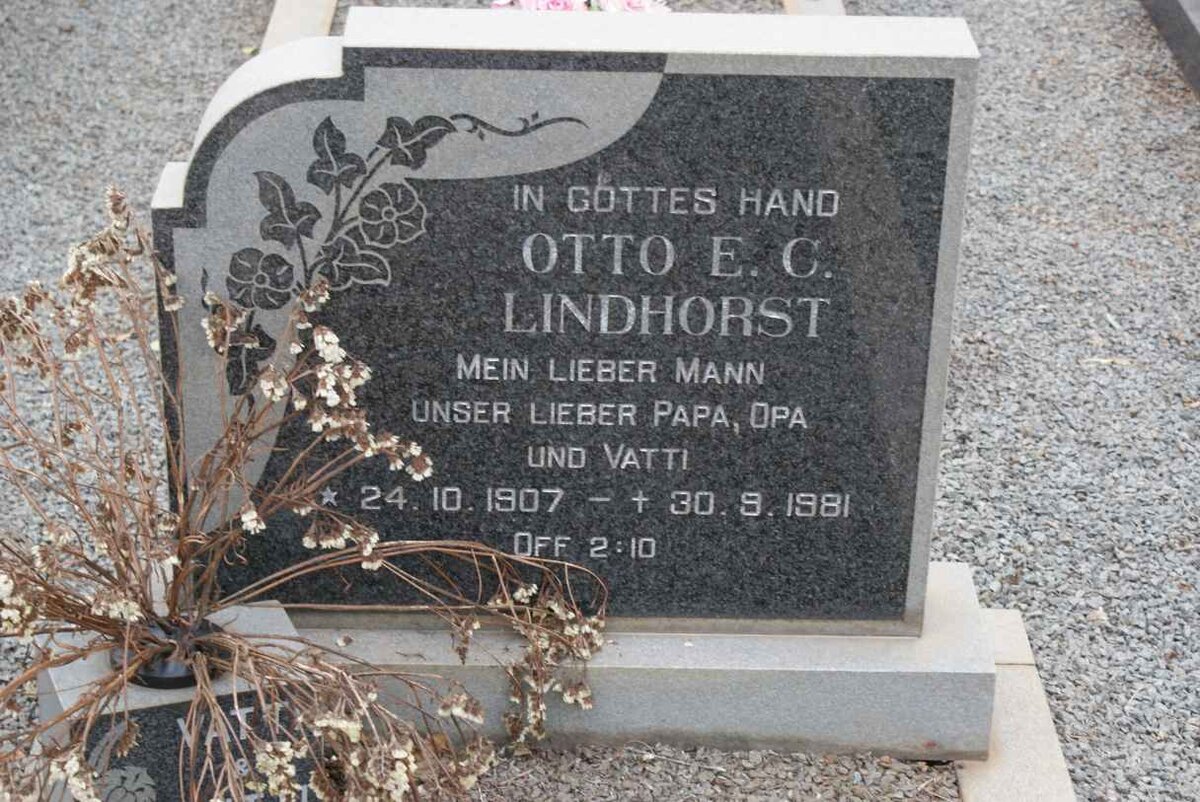 IN GOTTES HAND
OTTO E. C.
LINDHORST
MEIN LIEBER MANN
UNSER LIEBER PAPA, OPA
UND VATTI
★ 24.10.1907 – † 30.9.1981
OFF 2:10